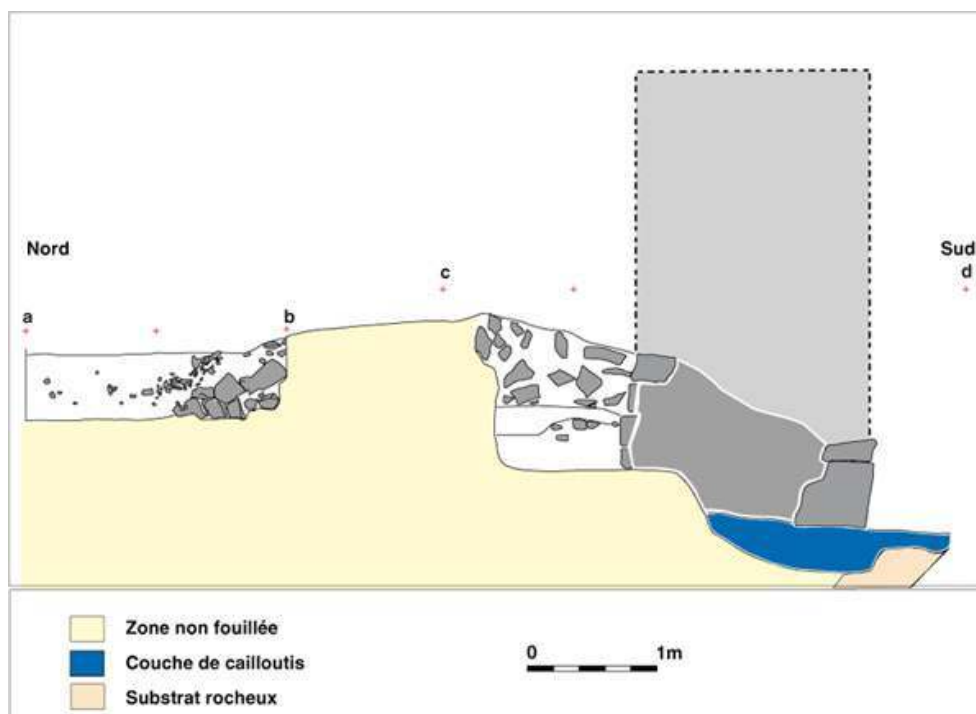 Nord
Sud
a
b
c
d
Zone non fouillée
Couche de cailloutis
Substrat rocheux
0 1m